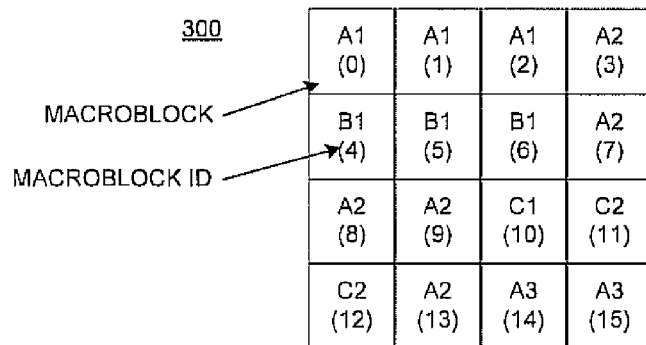 300
A1 A1 A1 A2
(0) (1) (2) (3)
MACROBLOCK
B1 B1 B1 A2
(4) (5) (6) (7)
MACROBLOCK ID
A2 A2 C1 C2
(8) (9) (10) (11)
C2 A2 A3 A3
(12) (13) (14) (15)